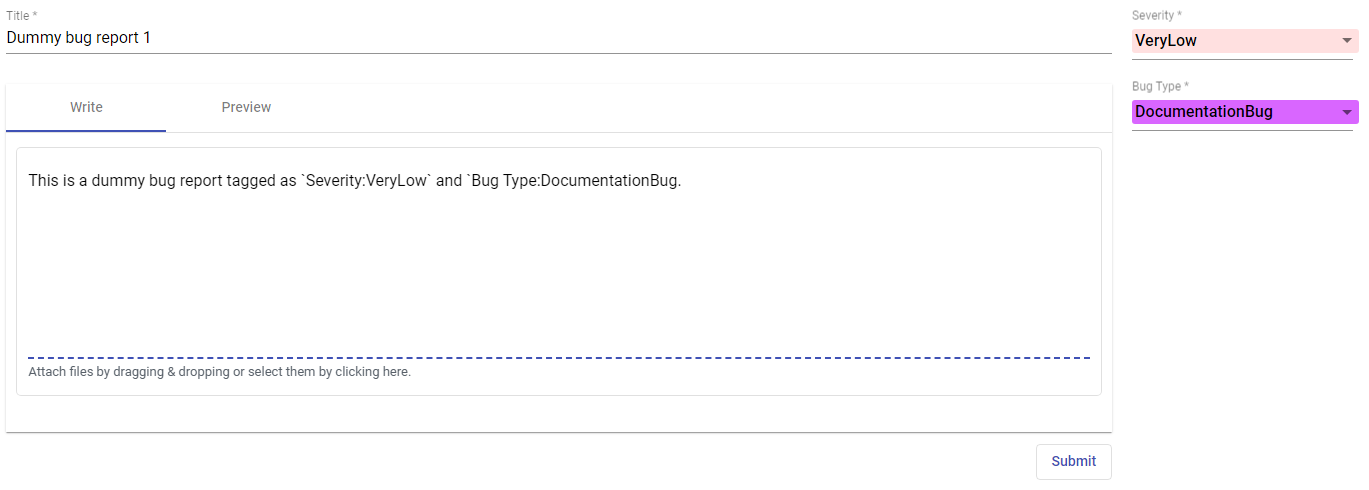 Title *
Dummy bug report 1
Severity *
VeryLow
Bug Type *
DocumentationBug
Write
Preview
This is a dummy bug report tagged as `Severity:VeryLow` and `Bug Type:DocumentationBug.
Attach files by dragging & dropping or select them by clicking here.
Submit